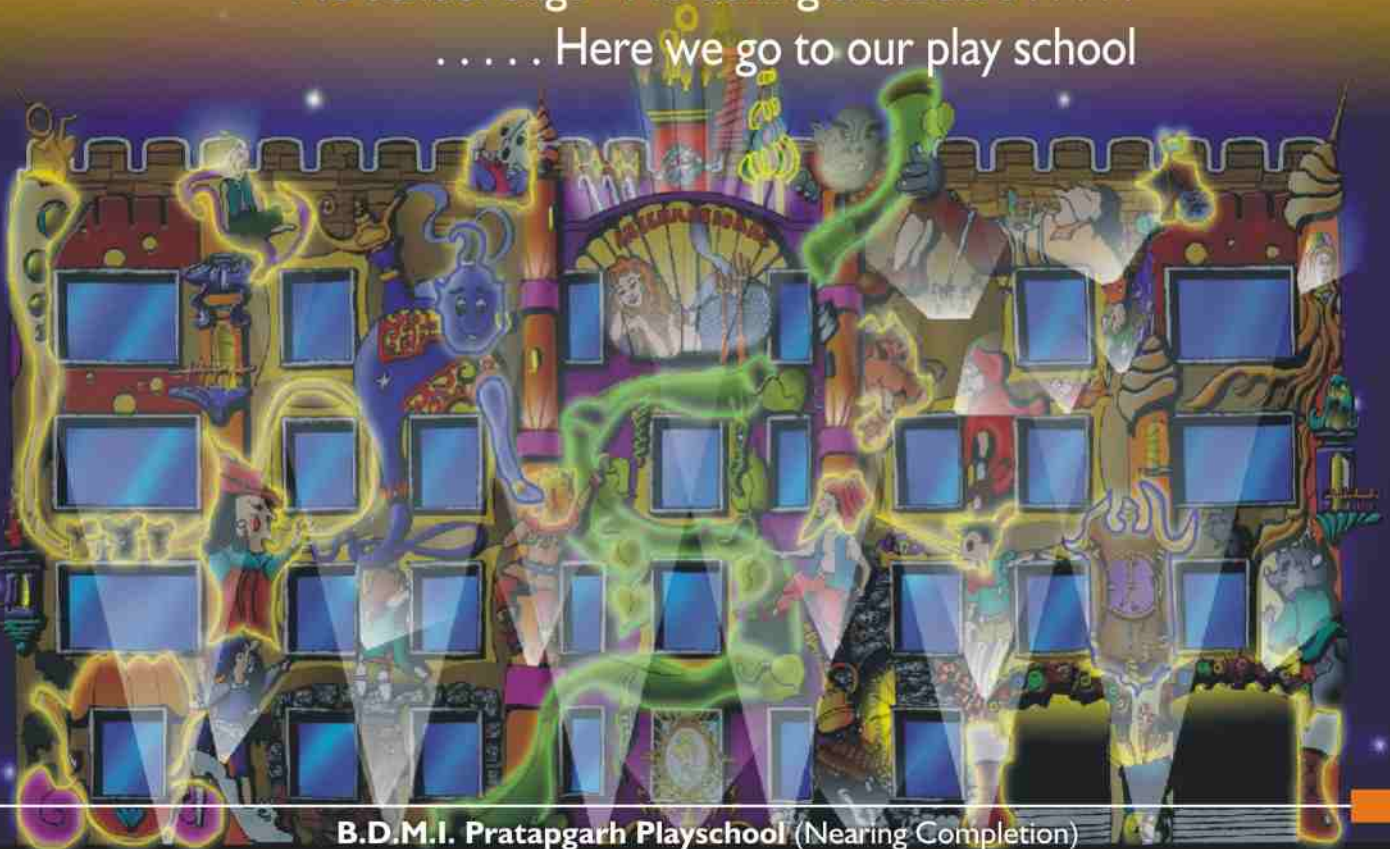 . . . . . Here we go to our play school
B.D.M.I. Pratapgarh Playschool (Nearing Completion)